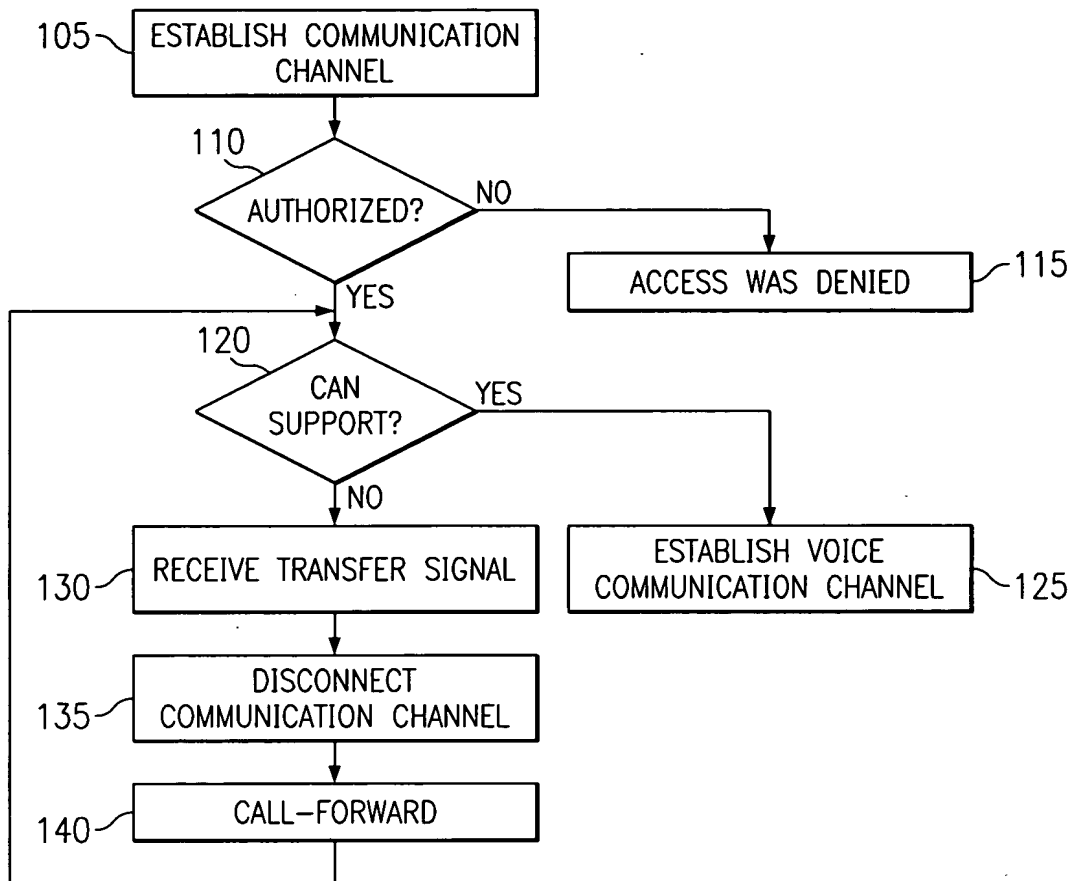 105
ESTABLISH COMMUNICATION
CHANNEL
110
AUTHORIZED?
NO
115
ACCESS WAS DENIED
YES
120
CAN
SUPPORT?
YES
NO
130
RECEIVE TRANSFER SIGNAL
ESTABLISH VOICE
COMMUNICATION CHANNEL
125
135
DISCONNECT
COMMUNICATION CHANNEL
140
CALL-FORWARD